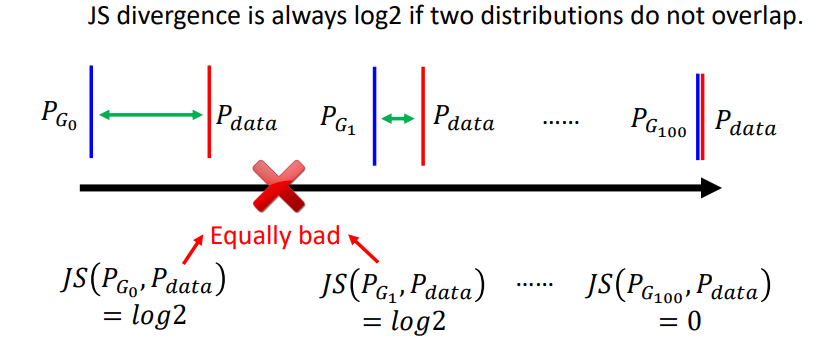 JS divergence is always log2 if two distributions do not overlap.
P_{G_0} P_{data} P_{G_1} P_{data} ...... P_{G_{100}} P_{data}
Equally bad
JS(P_{G_0}, P_{data}) JS(P_{G_1}, P_{data}) ...... JS(P_{G_{100}}, P_{data})
= log2 = log2 = 0